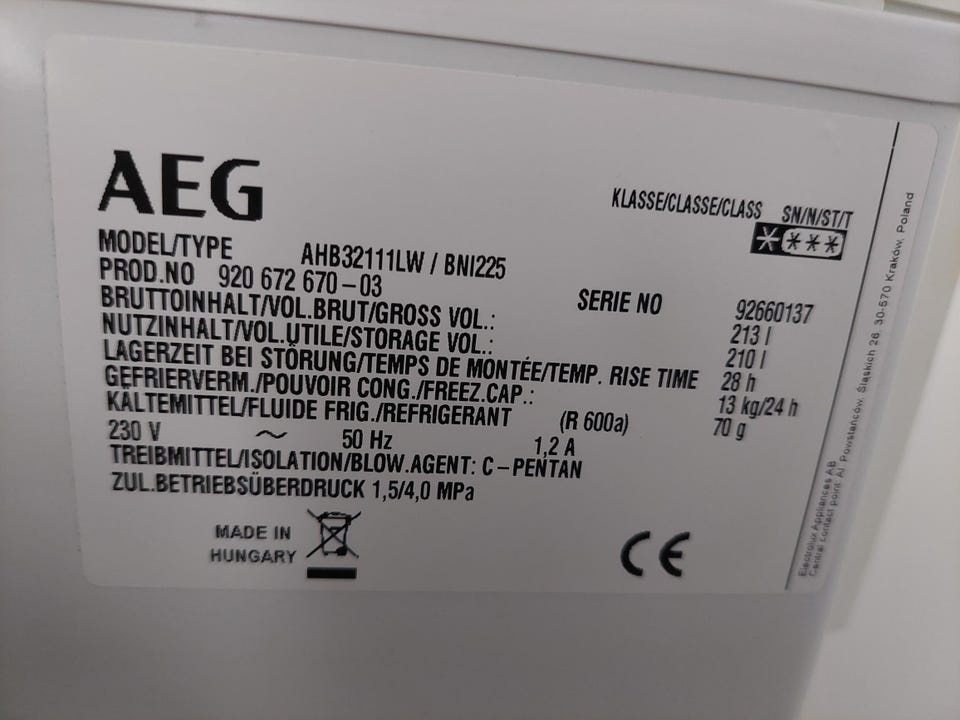 AEG
KLASSE/CLASSE/CLASS SN/N/ST/T
MODEL/TYPE AHB32111LW / BNI225
PROD.NO 920 672 670-03 SERIE NO 92660137
BRUTTOINHALT/VOL.BRUT/GROSS VOL.: 213 l
NUTZINHALT/VOL.UTILE/STORAGE VOL.: 210 l
LAGERZEIT BEI STÖRUNG/TEMPS DE MONTÉE/TEMP. RISE TIME 28 h
GEFRIERVERM./POUVOIR CONG./FREEZ.CAP.: 13 kg/24 h
KÄLTEMITTEL/FLUIDE FRIG./REFRIGERANT (R 600a) 70 g
230 V ~ 50 Hz 1,2 A
TREIBMITTEL/ISOLATION/BLOW.AGENT: C-PENTAN
ZUL.BETRIEBSÜBERDRUCK 1,5/4,0 MPa
MADE IN
HUNGARY
CE
Electrolux Appliances AB
Central contact point: Al. Powstańców Śląskich 26, 30-570 Kraków, Poland